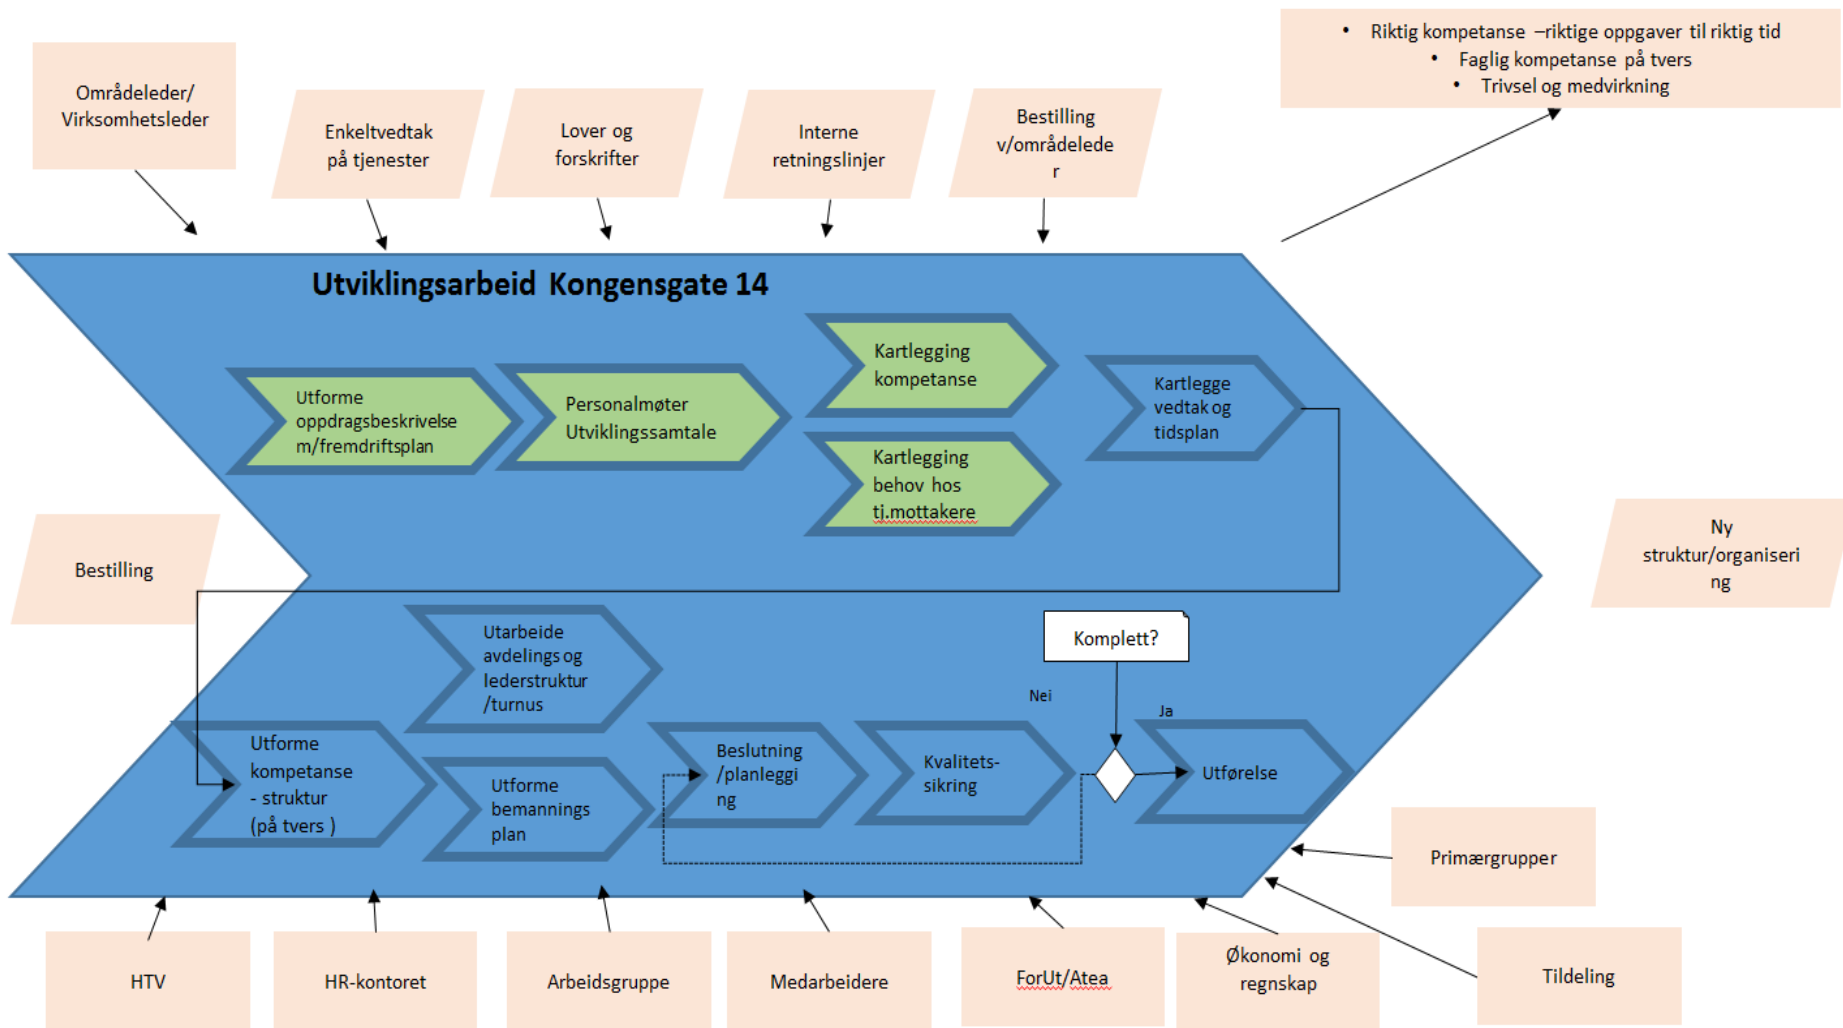 • Riktig kompetanse –riktige oppgaver til riktig tid
• Faglig kompetanse på tvers
• Trivsel og medvirkning
Områdeleder/
Virksomhetsleder
Enkeltvedtak
på tjenester
Lover og
forskrifter
Interne
retningslinjer
Bestilling
v/områdelede
r
Utviklingsarbeid Kongensgate 14
Utforme
oppdragsbeskrivelse
m/fremdriftsplan
Personalmøter
Utviklingssamtale
Kartlegging
kompetanse
Kartlegging
behov hos
tj.mottakere
Kartlegge
vedtak og
tidsplan
Bestilling
Ny
struktur/organiseri
ng
Utarbeide
avdelings og
lederstruktur
/turnus
Utforme
kompetanse
- struktur
(på tvers )
Utforme
bemannings
plan
Beslutning
/planleggi
ng
Kvalitets-
sikring
Komplett?
Nei
Ja
Utførelse
Primærgrupper
HTV
HR-kontoret
Arbeidsgruppe
Medarbeidere
ForUt/Atea
Økonomi og
regnskap
Tildeling